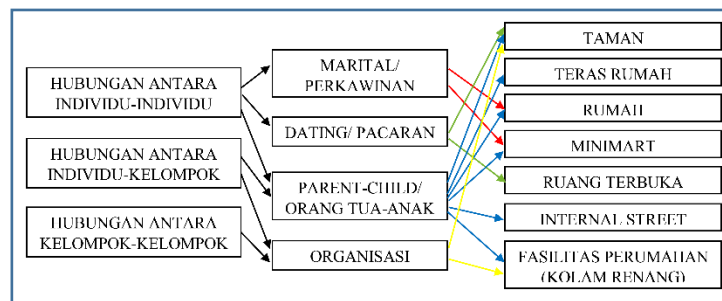 HUBUNGAN ANTARA
INDIVIDU-INDIVIDU
HUBUNGAN ANTARA
INDIVIDU-KELOMPOK
HUBUNGAN ANTARA
KELOMPOK-KELOMPOK
MARITAL/
PERKAWINAN
DATING/ PACARAN
PARENT-CHILD/
ORANG TUA-ANAK
ORGANISASI
TAMAN
TERAS RUMAH
RUMAH
MINIMART
RUANG TERBUKA
INTERNAL STREET
FASILITAS PERUMAHAN
(KOLAM RENANG)